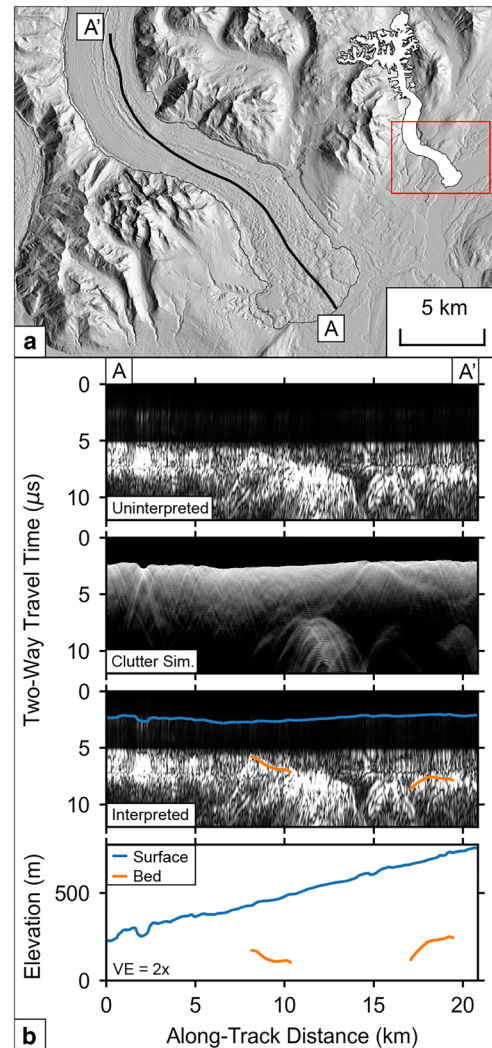 A'
A
5 km
a
A
A'
0
5
10
Uninterpreted
0
5
10
Clutter Sim.
0
5
10
Interpreted
Two-Way Travel Time (μs)
Surface
Bed
500
0
Elevation (m)
VE = 2x
0
5
10
15
20
b
Along-Track Distance (km)